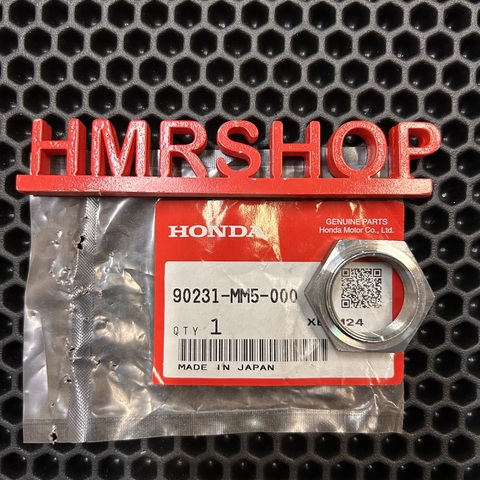 HMRSHOP
GENUINE PARTS
Honda Motor Co., Ltd.
HONDA
90231-MM5-000
QTY 1
MADE IN JAPAN